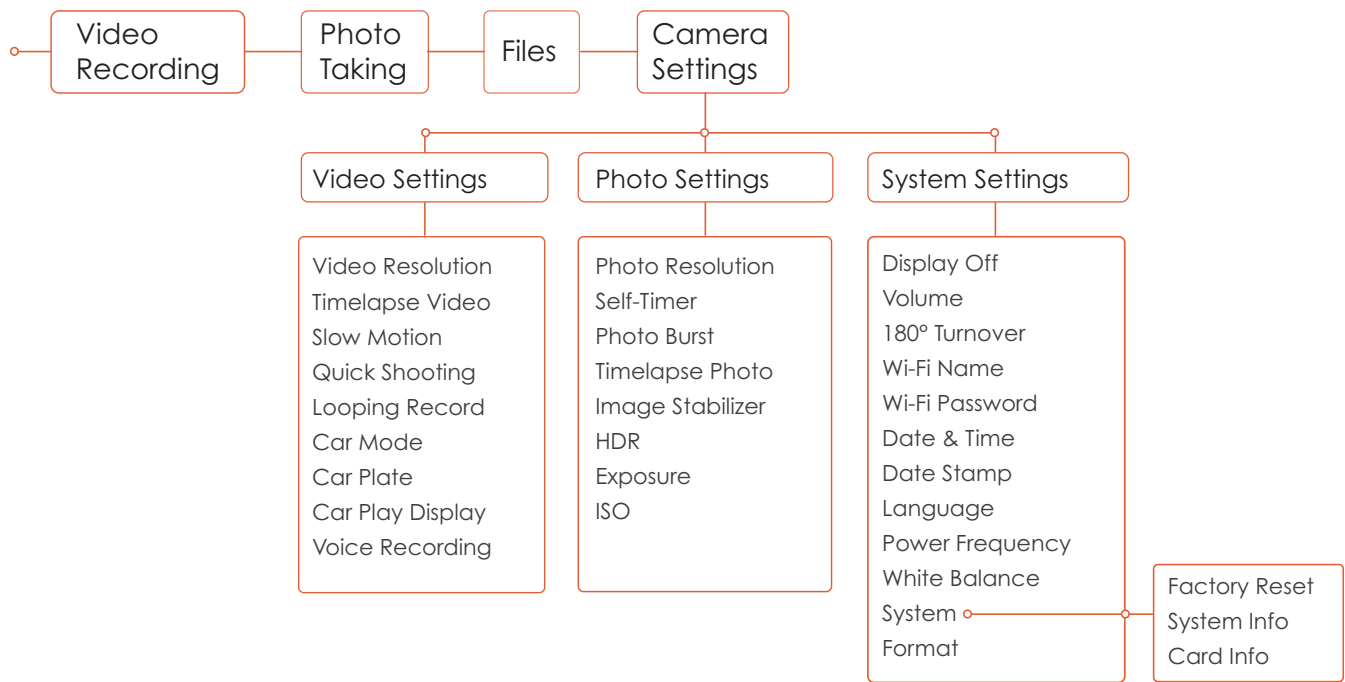 Video
Recording
Photo
Taking
Files
Camera
Settings
Video Settings
Photo Settings
System Settings
Video Resolution
Timelapse Video
Slow Motion
Quick Shooting
Looping Record
Car Mode
Car Plate
Car Play Display
Voice Recording
Photo Resolution
Self-Timer
Photo Burst
Timelapse Photo
Image Stabilizer
HDR
Exposure
ISO
Display Off
Volume
180° Turnover
Wi-Fi Name
Wi-Fi Password
Date & Time
Date Stamp
Language
Power Frequency
White Balance
System
Format
Factory Reset
System Info
Card Info